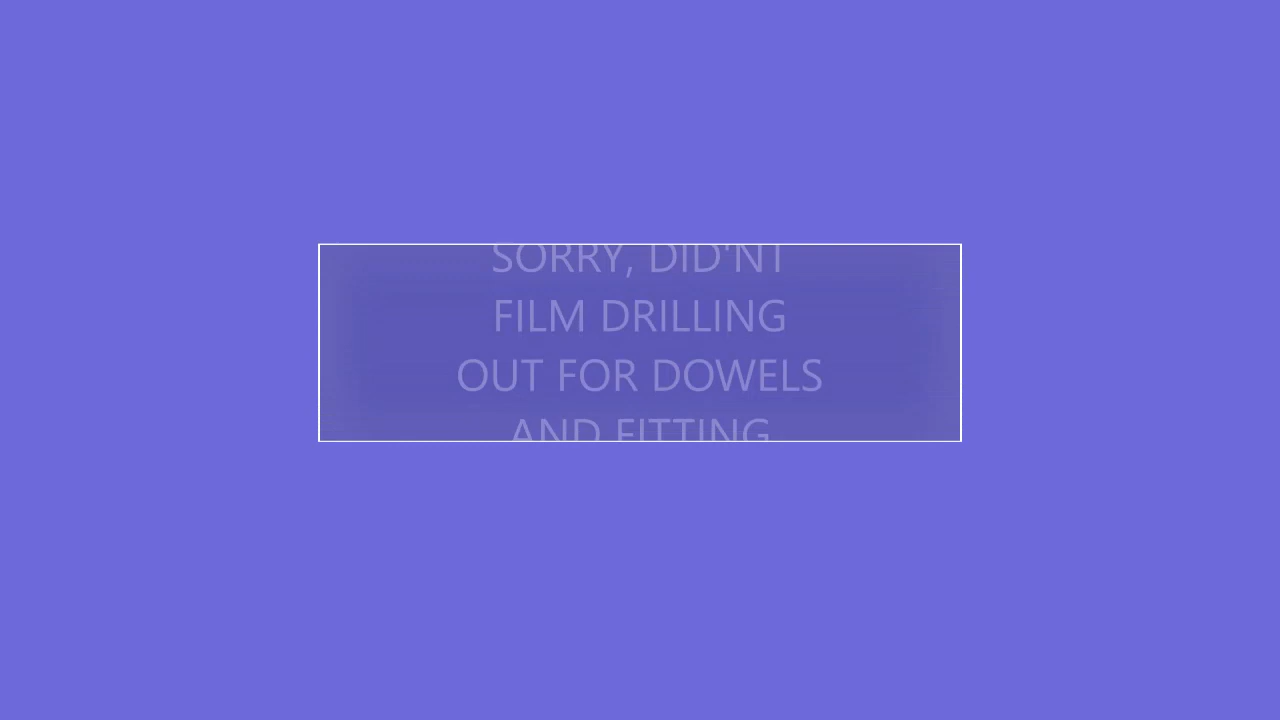 SORRY, DID'NT
FILM DRILLING
OUT FOR DOWELS
AND FITTING